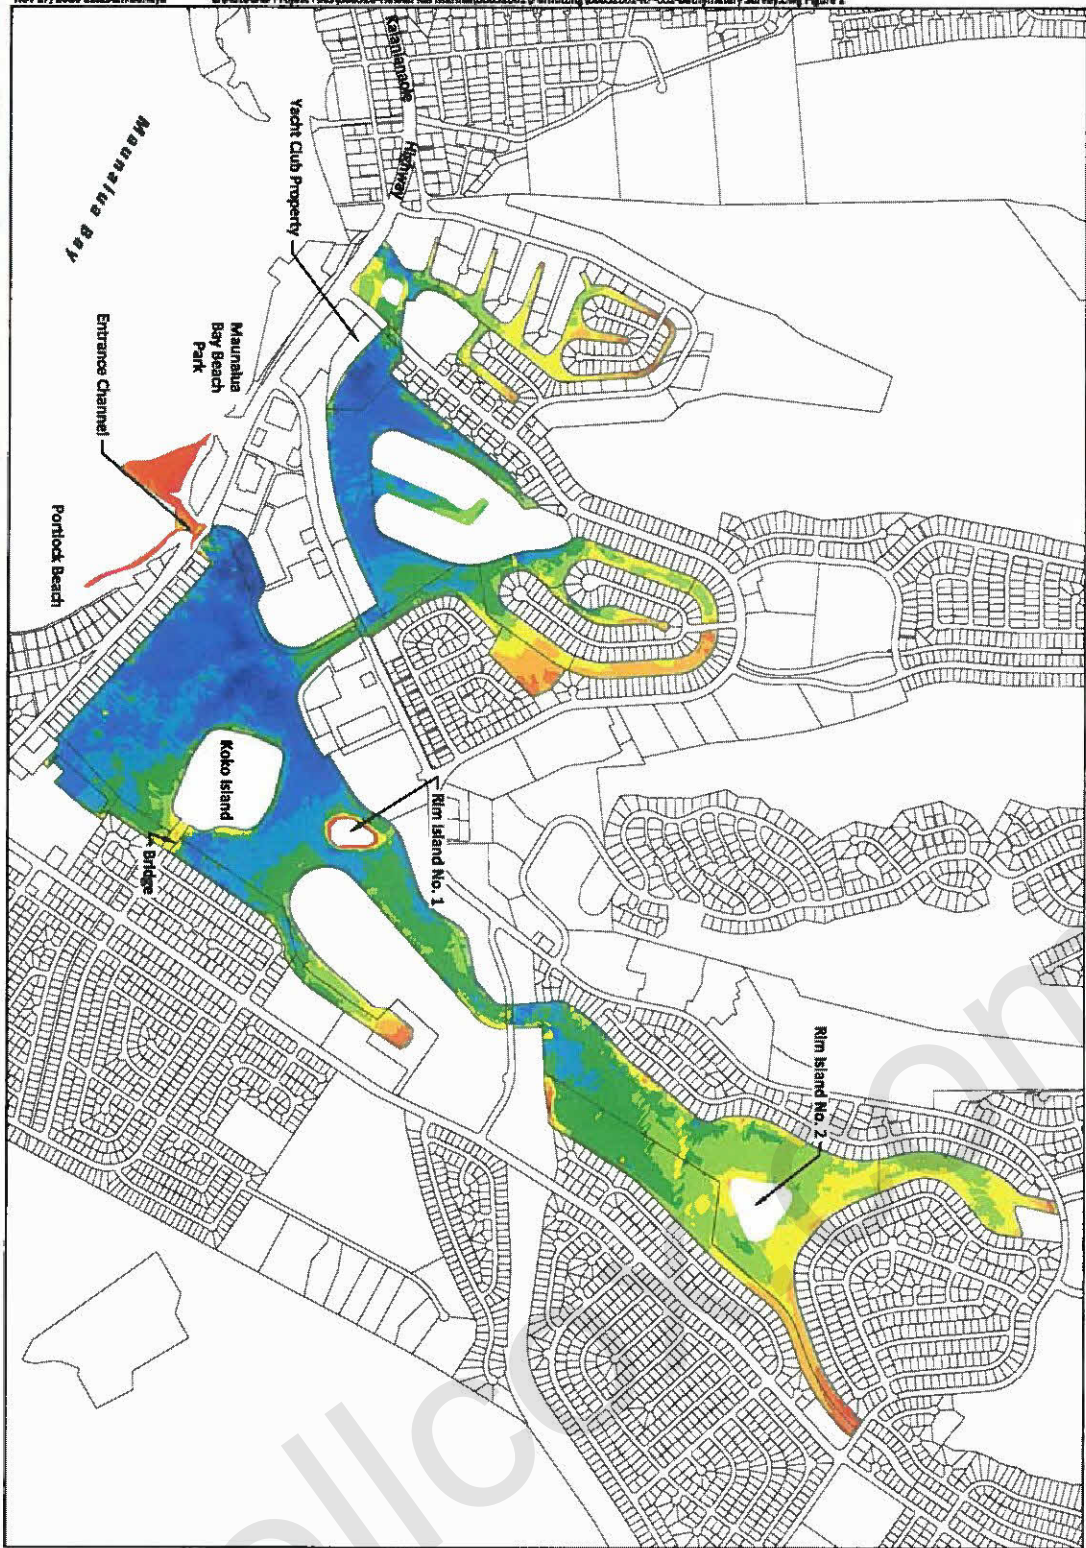 Kalanianaole
Highway
Yacht Club Property
Maunalua Bay
Maunalua
Bay Beach
Park
Entrance Channel
Portlock Beach
Koko Island
Rim Island No. 1
Bridge
Rim Island No. 2